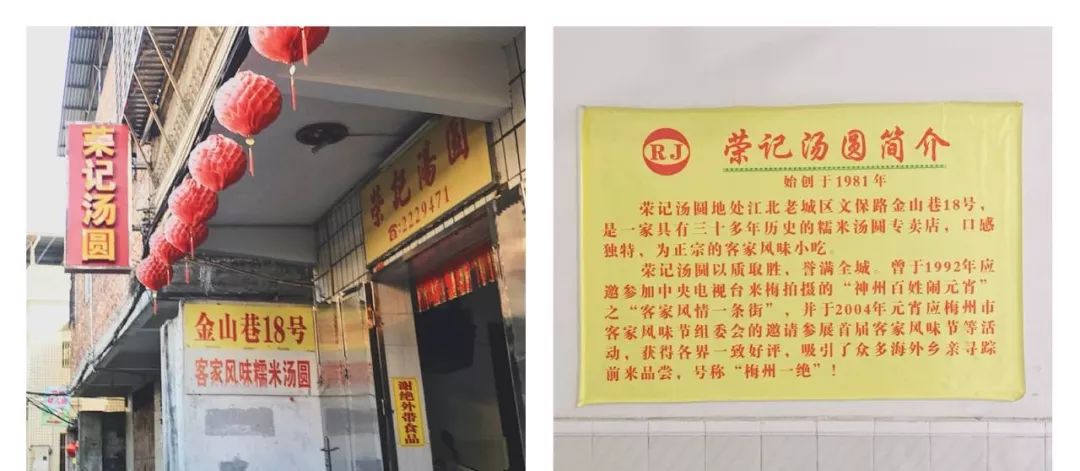 荣记汤圆
荣记汤圆
☎:2229471
金山巷18号
客家风味糯米汤圆
谢绝外带食品
RJ
荣记汤圆简介
始创于1981年
荣记汤圆地处江北老城区文保路金山巷18号，
是一家具有三十多年历史的糯米汤圆专卖店，口感
独特，为正宗的客家风味小吃。
荣记汤圆以质取胜，誉满全城。曾于1992年应
邀参加中央电视台来梅拍摄的“神州百姓闹元宵”
之“客家风情一条街”，并于2004年元宵应梅州市
客家风味节组委会的邀请参展首届客家风味节等活
动，获得各界一致好评，吸引了众多海外乡亲寻踪
前来品尝，号称“梅州一绝”！